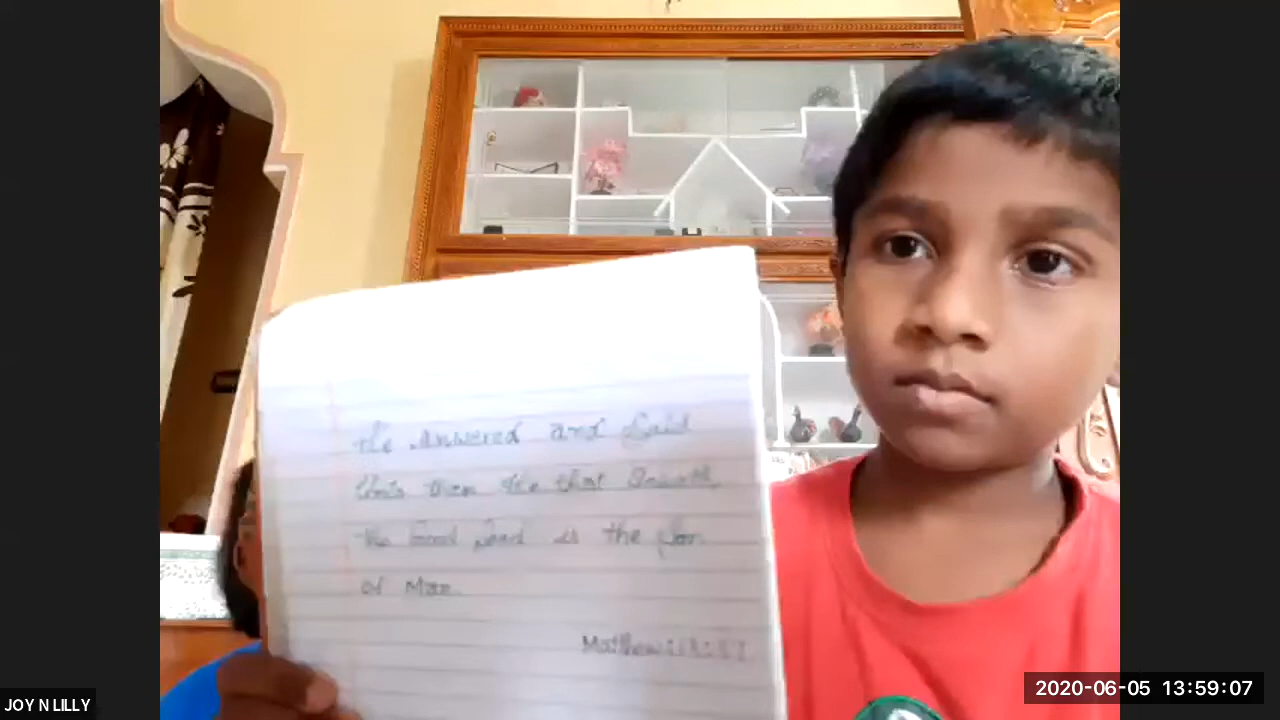 He Answered and Said
Unto them He that Soweth
the Good Seed is the Son
of Man.
JOY N LILLY
2020-06-05 13:59:07